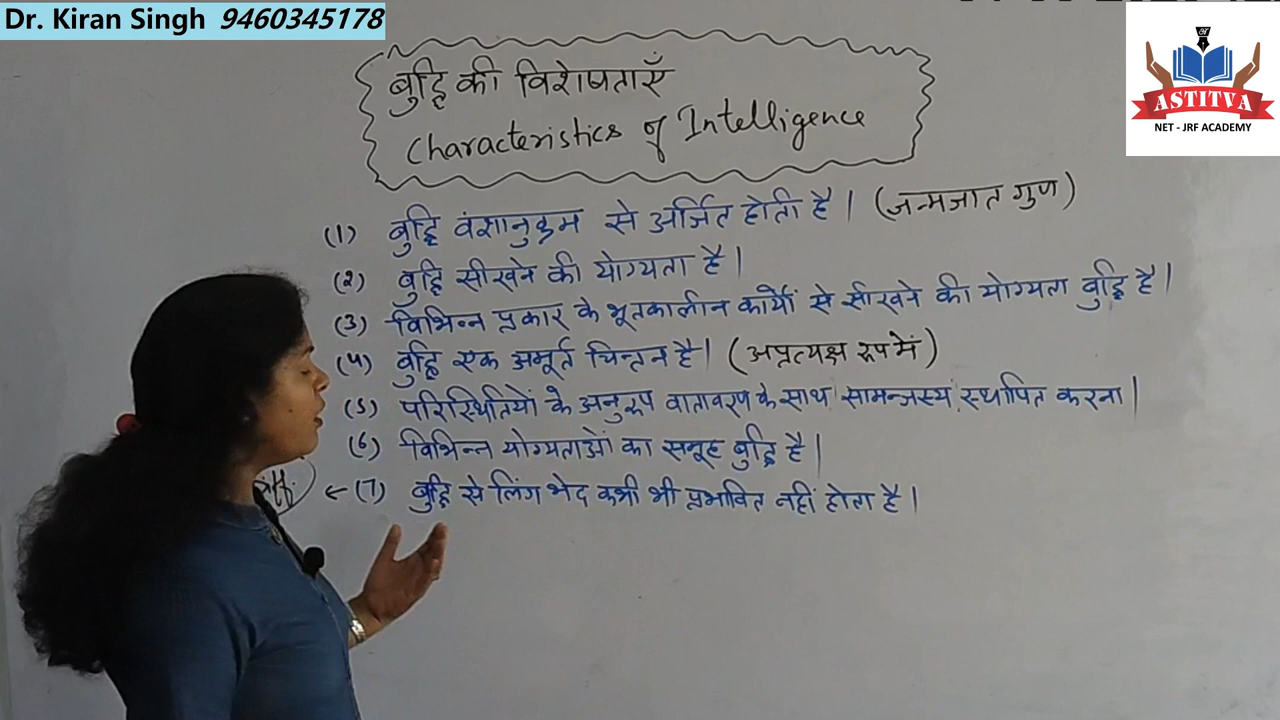 Dr. Kiran Singh 9460345178
ASTITVA
NET - JRF ACADEMY
बुद्धि की विशेषताएँ
Characteristics of Intelligence
(1) बुद्धि वंशानुक्रम से अर्जित होती है। (जन्मजात गुण)
(2) बुद्धि सीखने की योग्यता है।
(3) विभिन्न प्रकार के भूतकालीन कार्यों से सीखने की योग्यता बुद्धि है।
(4) बुद्धि एक अमूर्त चिन्तन है। (अप्रत्यक्ष रूप में)
(5) परिस्थितियों के अनुरूप वातावरण के साथ सामन्जस्य स्थापित करना।
(6) विभिन्न योग्यताओं का समूह बुद्धि है।
← (7) बुद्धि से लिंग भेद कभी भी प्रभावित नहीं होता है।